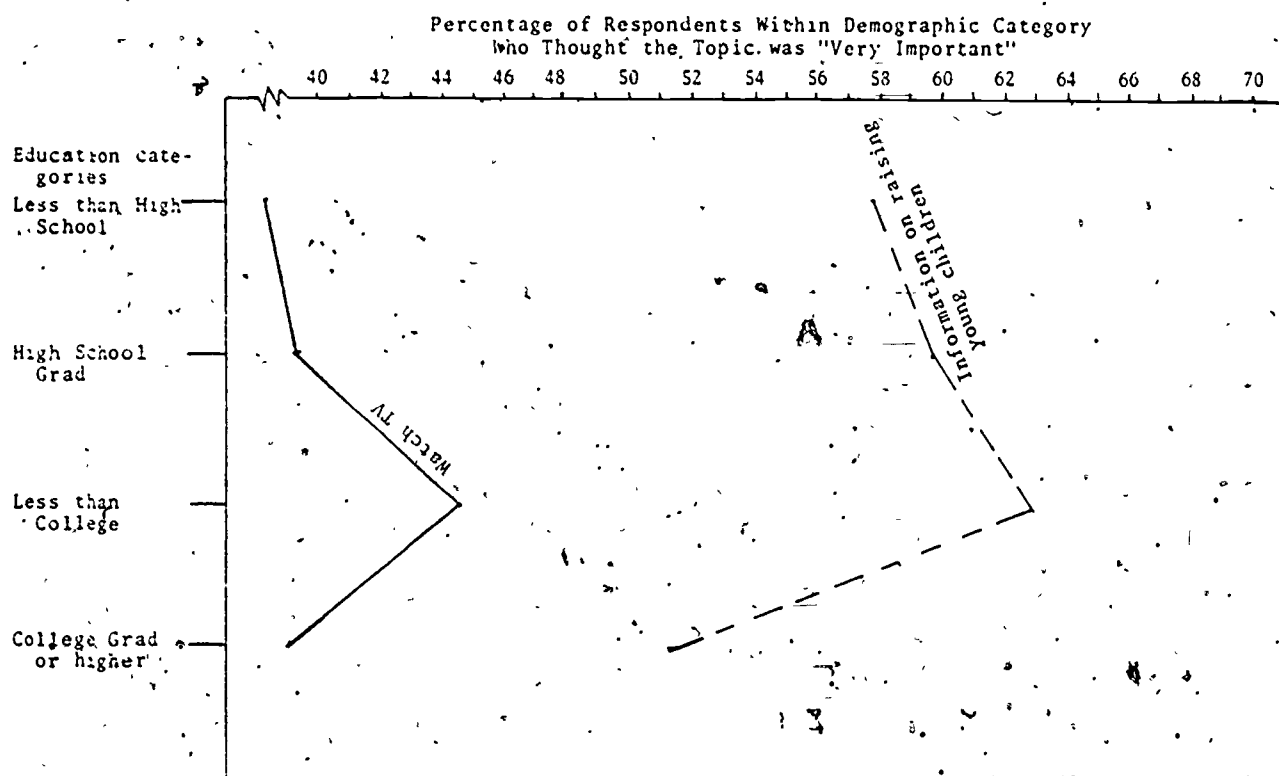 Percentage of Respondents Within Demographic Category
Who Thought the Topic was "Very Important"
40 42 44 46 48 50 51 54 56 58 60 62 64 66 68 70
Education cate-
gories
Less than High
School
High School
Grad
Less than
College
College Grad
or higher
Watch TV
Information on raising
young children